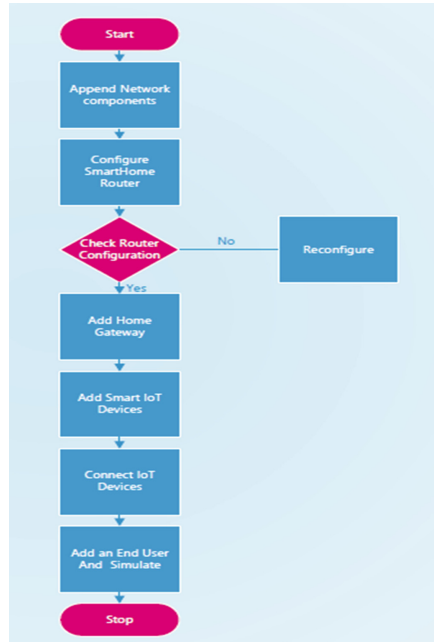 Start
Append Network
components
Configure
SmartHome
Router
Check Router
Configuration
No
Reconfigure
Yes
Add Home
Gateway
Add Smart IoT
Devices
Connect IoT
Devices
Add an End User
And Simulate
Stop